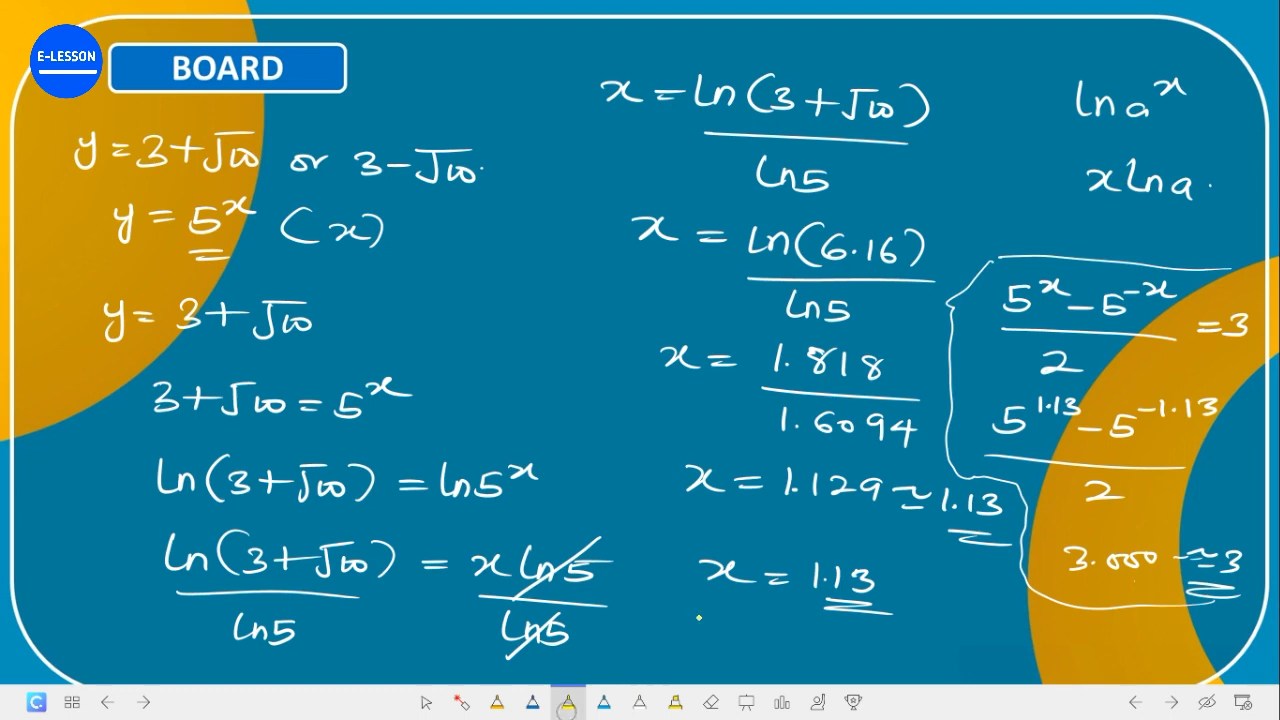 E-LESSON
BOARD
y = 3 + √10 or 3 - √10.
y = 5^x (x)
y = 3 + √10
3 + √10 = 5^x
ln(3 + √10) = ln5^x
ln(3 + √10) / ln5 = x ln5 / ln5
x = ln(3 + √10) / ln5
x = ln(6.16) / ln5
x = 1.818 / 1.6094
x = 1.129 ≈ 1.13
x = 1.13
ln a^x
x ln a.
(5^x - 5^-x) / 2 = 3
(5^1.13 - 5^-1.13) / 2
3.000 - ≈ 3